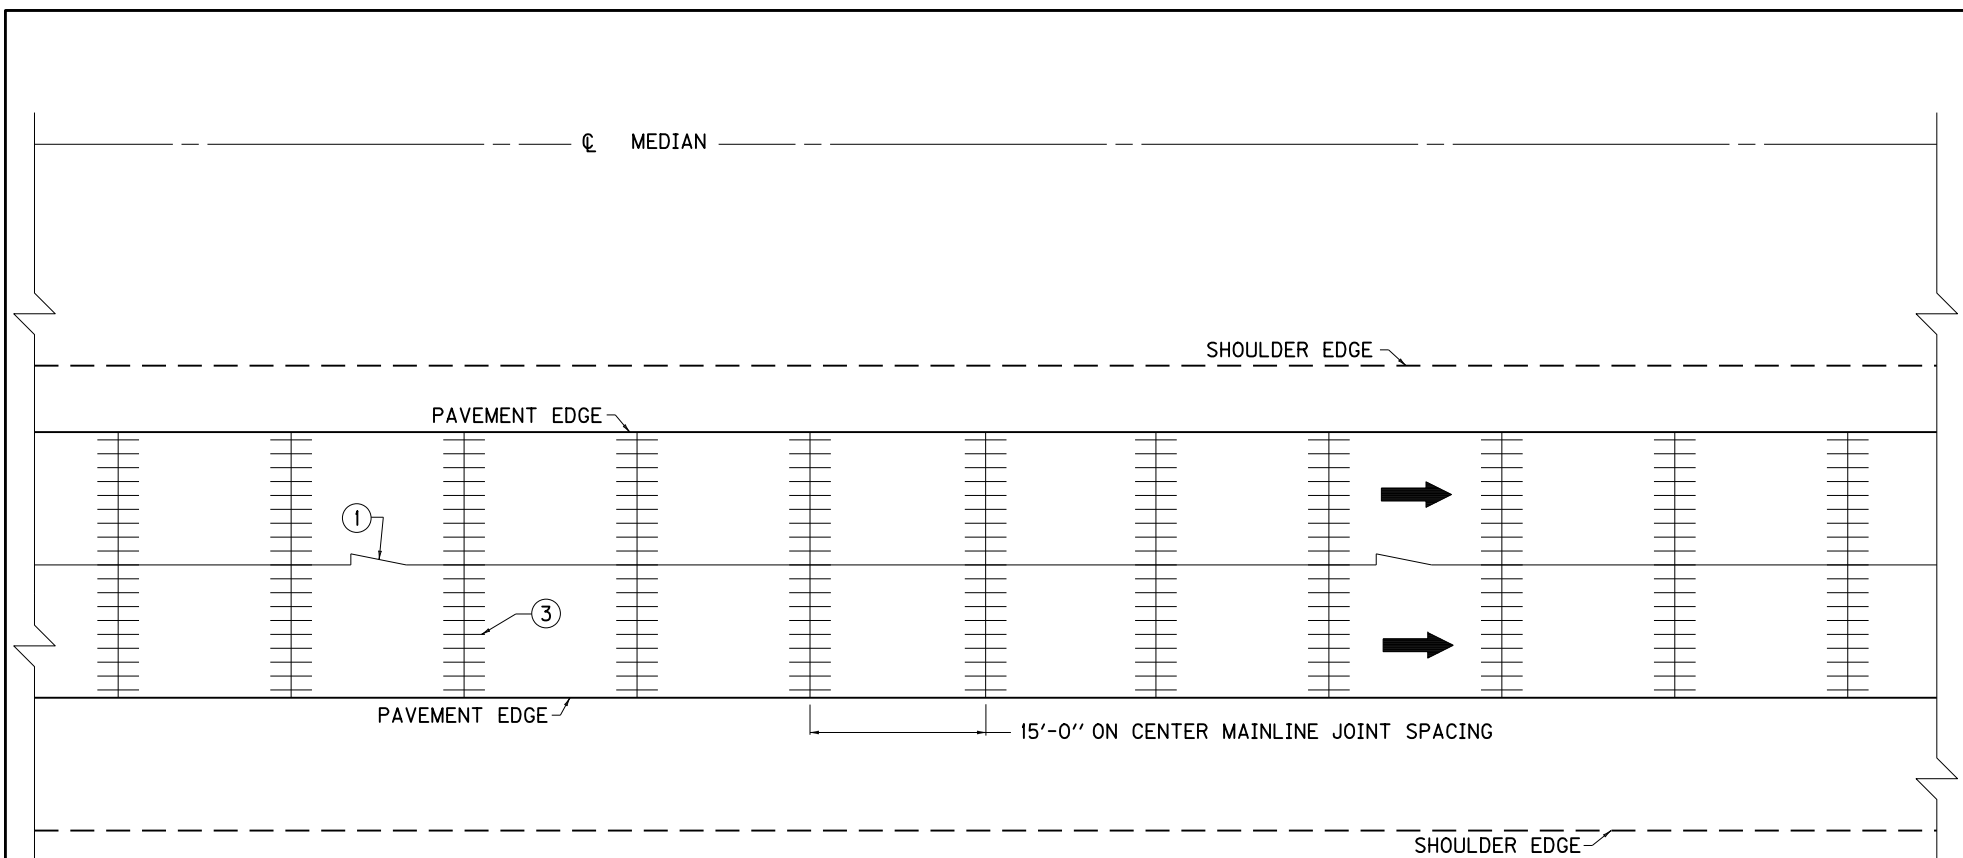 ℄ MEDIAN
SHOULDER EDGE
PAVEMENT EDGE
1
3
PAVEMENT EDGE
15'-0'' ON CENTER MAINLINE JOINT SPACING
SHOULDER EDGE